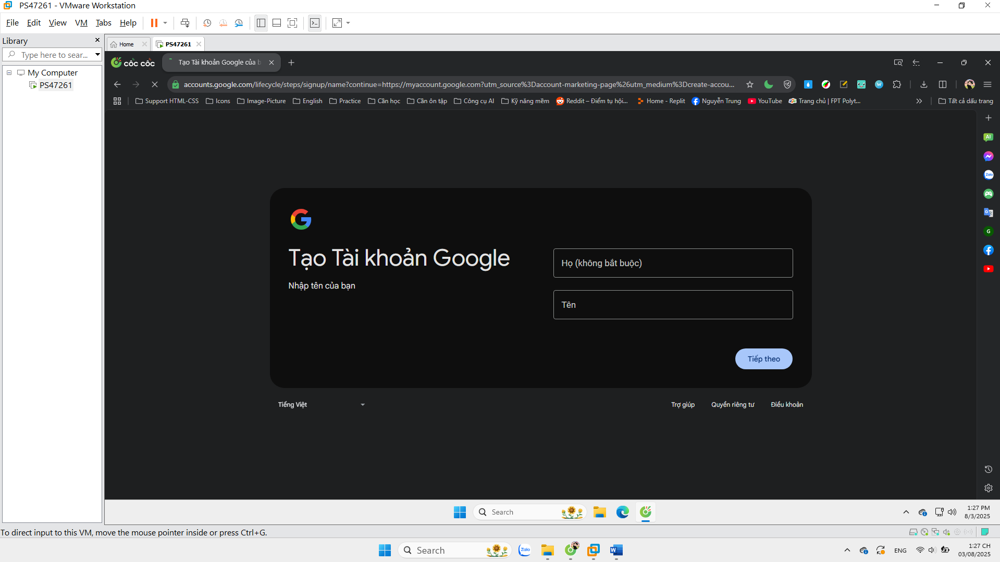 PS47261 - VMware Workstation
File Edit View VM Tabs Help
Library
Type here to sear...
My Computer
PS47261
Home
PS47261
cốc cốc
Tạo Tài khoản Google của b
accounts.google.com/lifecycle/steps/signup/name?continue=https://myaccount.google.com?utm_source%3Daccount-marketing-page%26utm_medium%3Dcreate-accou...
Support HTML-CSS Icons Image-Picture English Practice Cần học Cần ôn tập Công cụ AI Kỹ năng mềm Reddit – Điểm tụ hội... Home - Replit Nguyễn Trung YouTube Trang chủ | FPT Polyt... Tất cả dấu trang
AI
Zalo
G
Tạo Tài khoản Google
Nhập tên của bạn
Họ (không bắt buộc)
Tên
Tiếp theo
Tiếng Việt
Trợ giúp Quyền riêng tư Điều khoản
Search
1:27 PM
8/3/2025
To direct input to this VM, move the mouse pointer inside or press Ctrl+G.
Search
Zalo
ENG
1:27 CH
03/08/2025